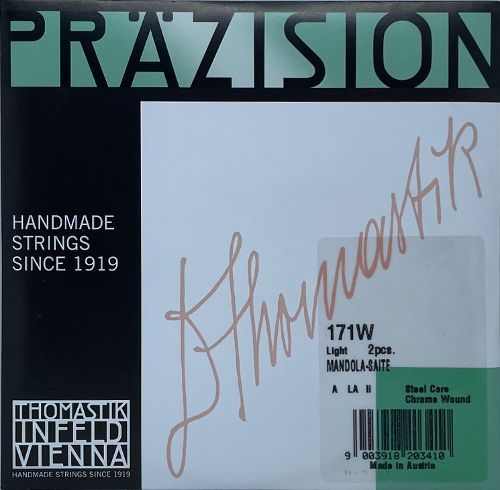 PRÄZISION
HANDMADE
STRINGS
SINCE 1919
Dr.Thomastik
171W
Light 2pcs.
MANDOLA-SAITE
A LA II
Steel Core
Chrome Wound
9 003918 203410
Made in Austria
THOMASTIK
INFELD
VIENNA
HANDMADE STRINGS SINCE 1919